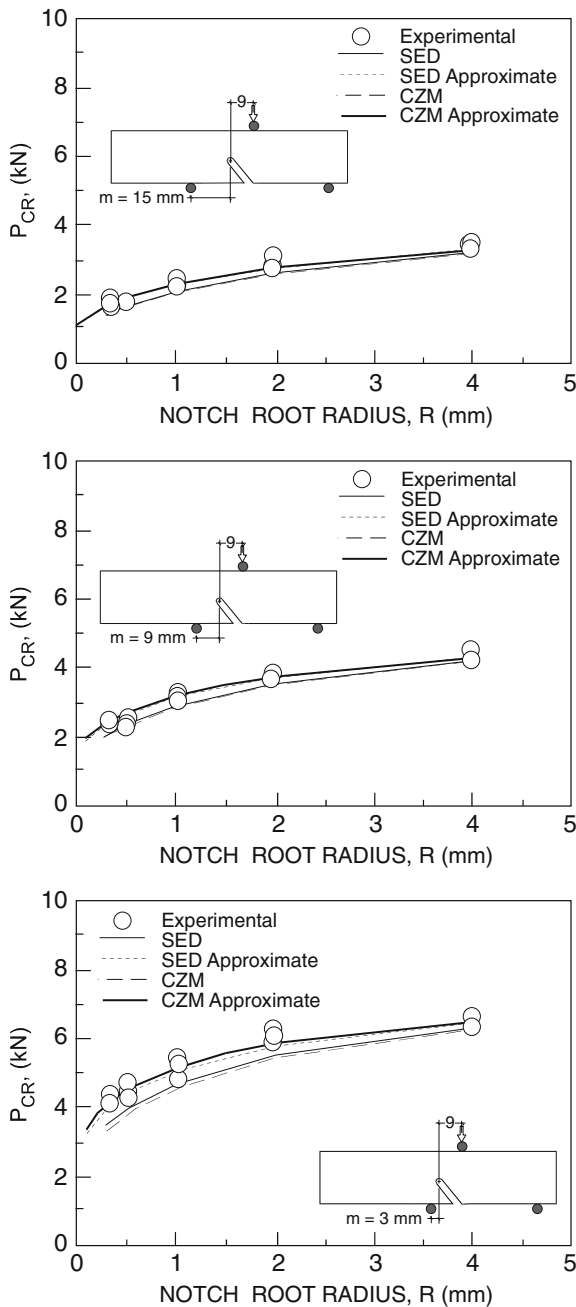 10
8
6
4
2
0
P_CR, (kN)
Experimental
SED
SED Approximate
CZM
CZM Approximate
9
m = 15 mm
0 1 2 3 4 5
NOTCH ROOT RADIUS, R (mm)
10
8
6
4
2
0
P_CR, (kN)
Experimental
SED
SED Approximate
CZM
CZM Approximate
9
m = 9 mm
0 1 2 3 4 5
NOTCH ROOT RADIUS, R (mm)
10
8
6
4
2
0
P_CR, (kN)
Experimental
SED
SED Approximate
CZM
CZM Approximate
9
m = 3 mm
0 1 2 3 4 5
NOTCH ROOT RADIUS, R (mm)